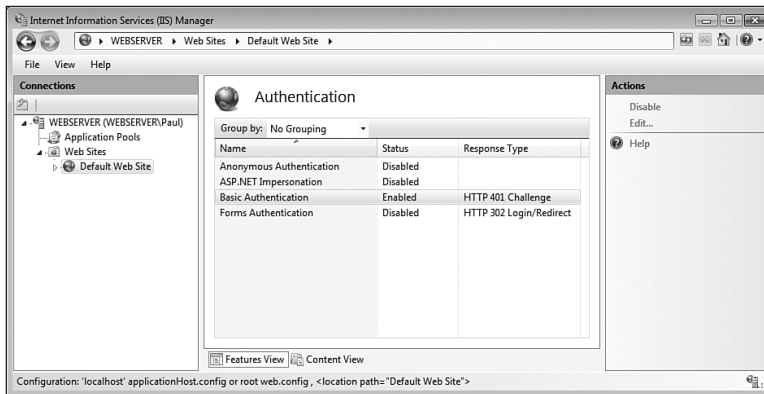 Internet Information Services (IIS) Manager
WEBSERVER Web Sites Default Web Site
File View Help
Connections
WEBSERVER (WEBSERVER\Paul)
Application Pools
Web Sites
Default Web Site
Authentication
Group by: No Grouping
Name Status Response Type
Anonymous Authentication Disabled
ASP.NET Impersonation Disabled
Basic Authentication Enabled HTTP 401 Challenge
Forms Authentication Disabled HTTP 302 Login/Redirect
Features View Content View
Actions
Disable
Edit...
Help
Configuration: 'localhost' applicationHost.config or root web.config , <location path="Default Web Site">